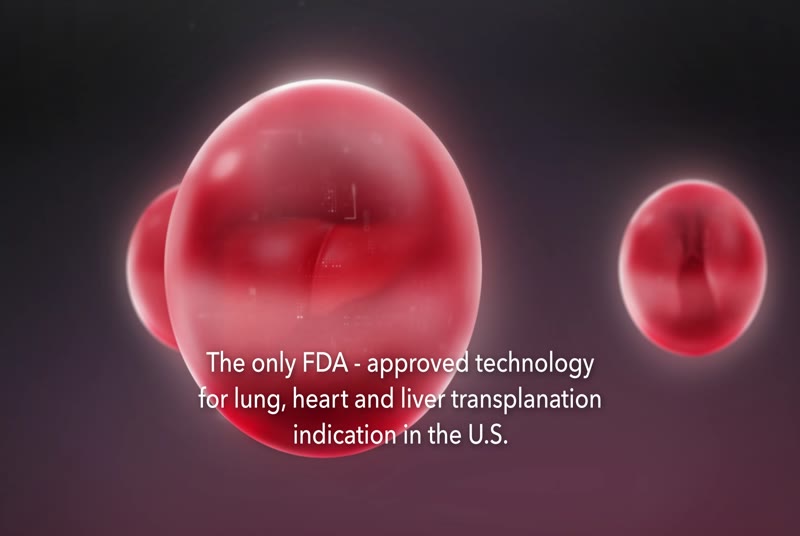 The only FDA - approved technology
for lung, heart and liver transplanation
indication in the U.S.